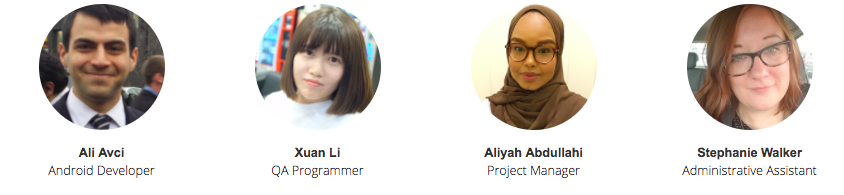 Ali Avci
Android Developer
Xuan Li
QA Programmer
Aliyah Abdullahi
Project Manager
Stephanie Walker
Administrative Assistant